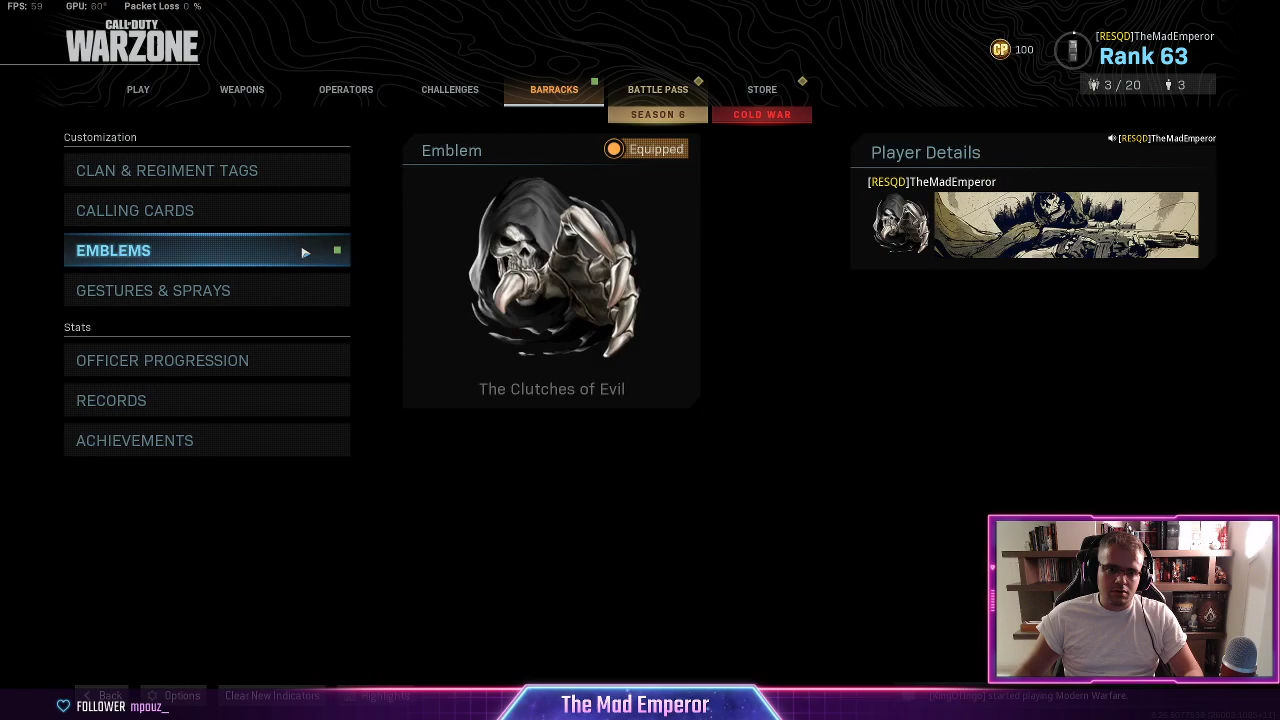 FPS: 59 GPU: 60° Packet Loss 0 %
CALL OF DUTY
WARZONE
CP 100
[RESQD]TheMadEmperor
Rank 63
3 / 20 3
PLAY WEAPONS OPERATORS CHALLENGES BARRACKS BATTLE PASS STORE
SEASON 6 COLD WAR
Customization
CLAN & REGIMENT TAGS
CALLING CARDS
EMBLEMS
GESTURES & SPRAYS
Stats
OFFICER PROGRESSION
RECORDS
ACHIEVEMENTS
Emblem Equipped
The Clutches of Evil
[RESQD]TheMadEmperor
Player Details
[RESQD]TheMadEmperor
Back Options Clear New Indicators Highlights
started playing Modern Warfare.
FOLLOWER mpouz_
The Mad Emperor